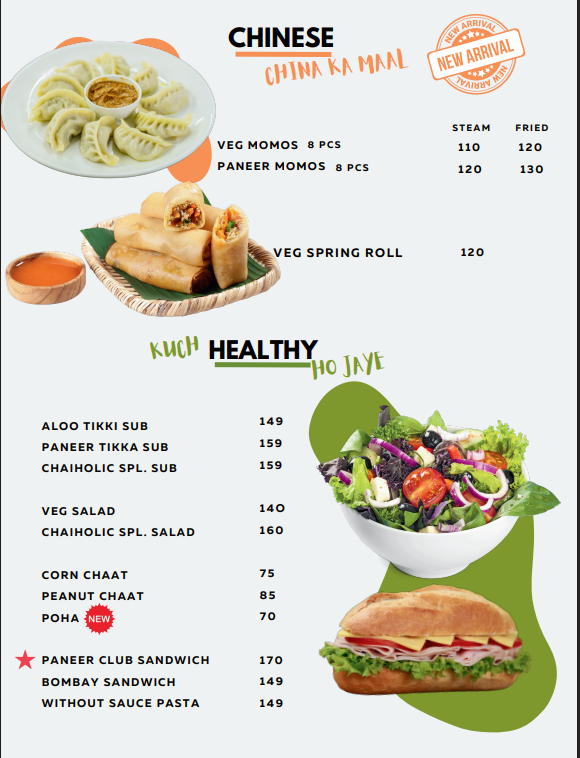 CHINESE
CHINA KA MAAL
NEW ARRIVAL
NEW ARRIVAL
NEW ARRIVAL
STEAM FRIED
VEG MOMOS 8 PCS 110 120
PANEER MOMOS 8 PCS 120 130
VEG SPRING ROLL 120
KUCH HEALTHY HO JAYE
ALOO TIKKI SUB 149
PANEER TIKKA SUB 159
CHAIHOLIC SPL. SUB 159
VEG SALAD 140
CHAIHOLIC SPL. SALAD 160
CORN CHAAT 75
PEANUT CHAAT 85
POHA NEW 70
PANEER CLUB SANDWICH 170
BOMBAY SANDWICH 149
WITHOUT SAUCE PASTA 149